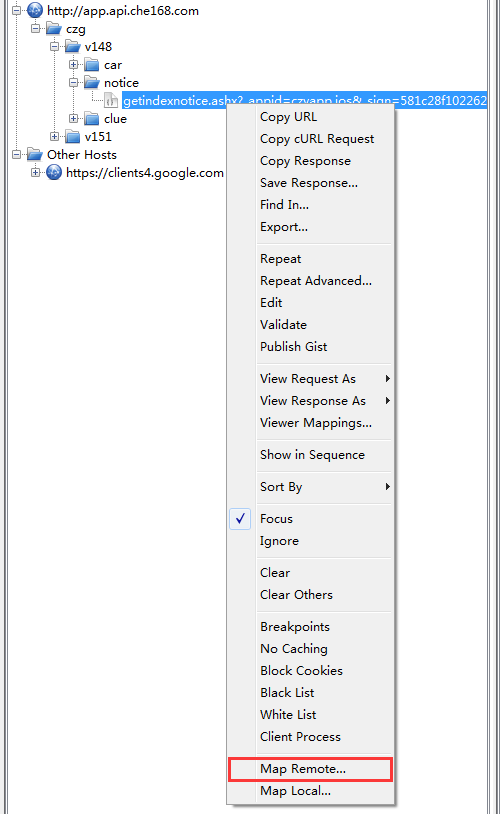 http://app.api.che168.com
czg
v148
car
notice
getindexnotice.ashx?_appid=czyapp.ios&_sign=581c28f102262
clue
v151
Other Hosts
https://clients4.google.com
Copy URL
Copy cURL Request
Copy Response
Save Response...
Find In...
Export...
Repeat
Repeat Advanced...
Edit
Validate
Publish Gist
View Request As
View Response As
Viewer Mappings...
Show in Sequence
Sort By
Focus
Ignore
Clear
Clear Others
Breakpoints
No Caching
Block Cookies
Black List
White List
Client Process
Map Remote...
Map Local...